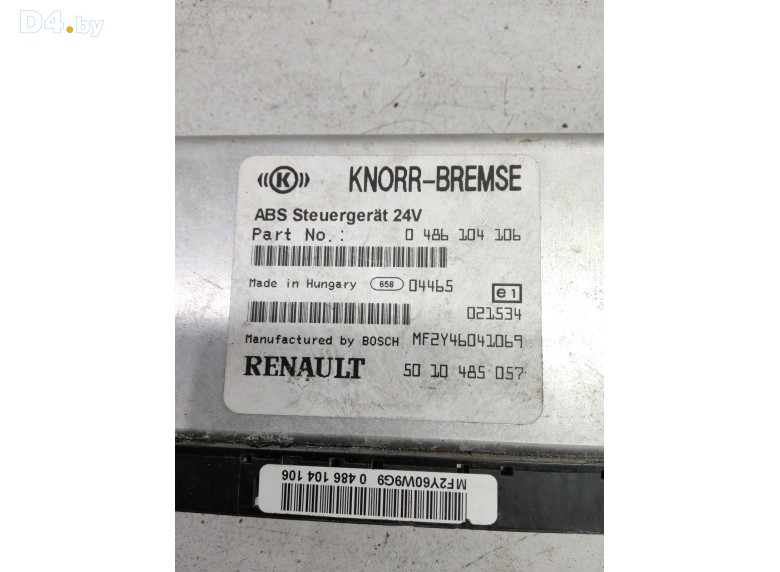 D4.by
((K)) KNORR-BREMSE
ABS Steuergerät 24V
Part No.: 0 486 104 106
Made in Hungary 658 04465 e1
021534
Manufactured by BOSCH MF2Y46041069
RENAULT 50 10 485 057
MF2Y60W9G9 0 486 104 106